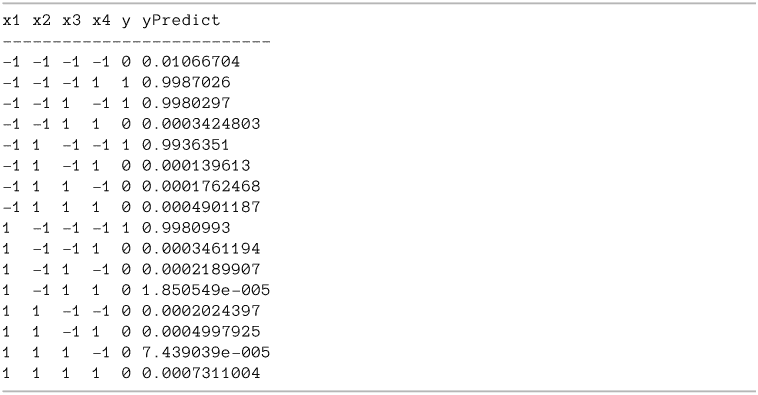 x1 x2 x3 x4 y yPredict
---------------------------
-1 -1 -1 -1 0 0.01066704
-1 -1 -1 1 1 0.9987026
-1 -1 1 -1 1 0.9980297
-1 -1 1 1 0 0.0003424803
-1 1 -1 -1 1 0.9936351
-1 1 -1 1 0 0.000139613
-1 1 1 -1 0 0.0001762468
-1 1 1 1 0 0.0004901187
1 -1 -1 -1 1 0.9980993
1 -1 -1 1 0 0.0003461194
1 -1 1 -1 0 0.0002189907
1 -1 1 1 0 1.850549e-005
1 1 -1 -1 0 0.0002024397
1 1 -1 1 0 0.0004997925
1 1 1 -1 0 7.439039e-005
1 1 1 1 0 0.0007311004